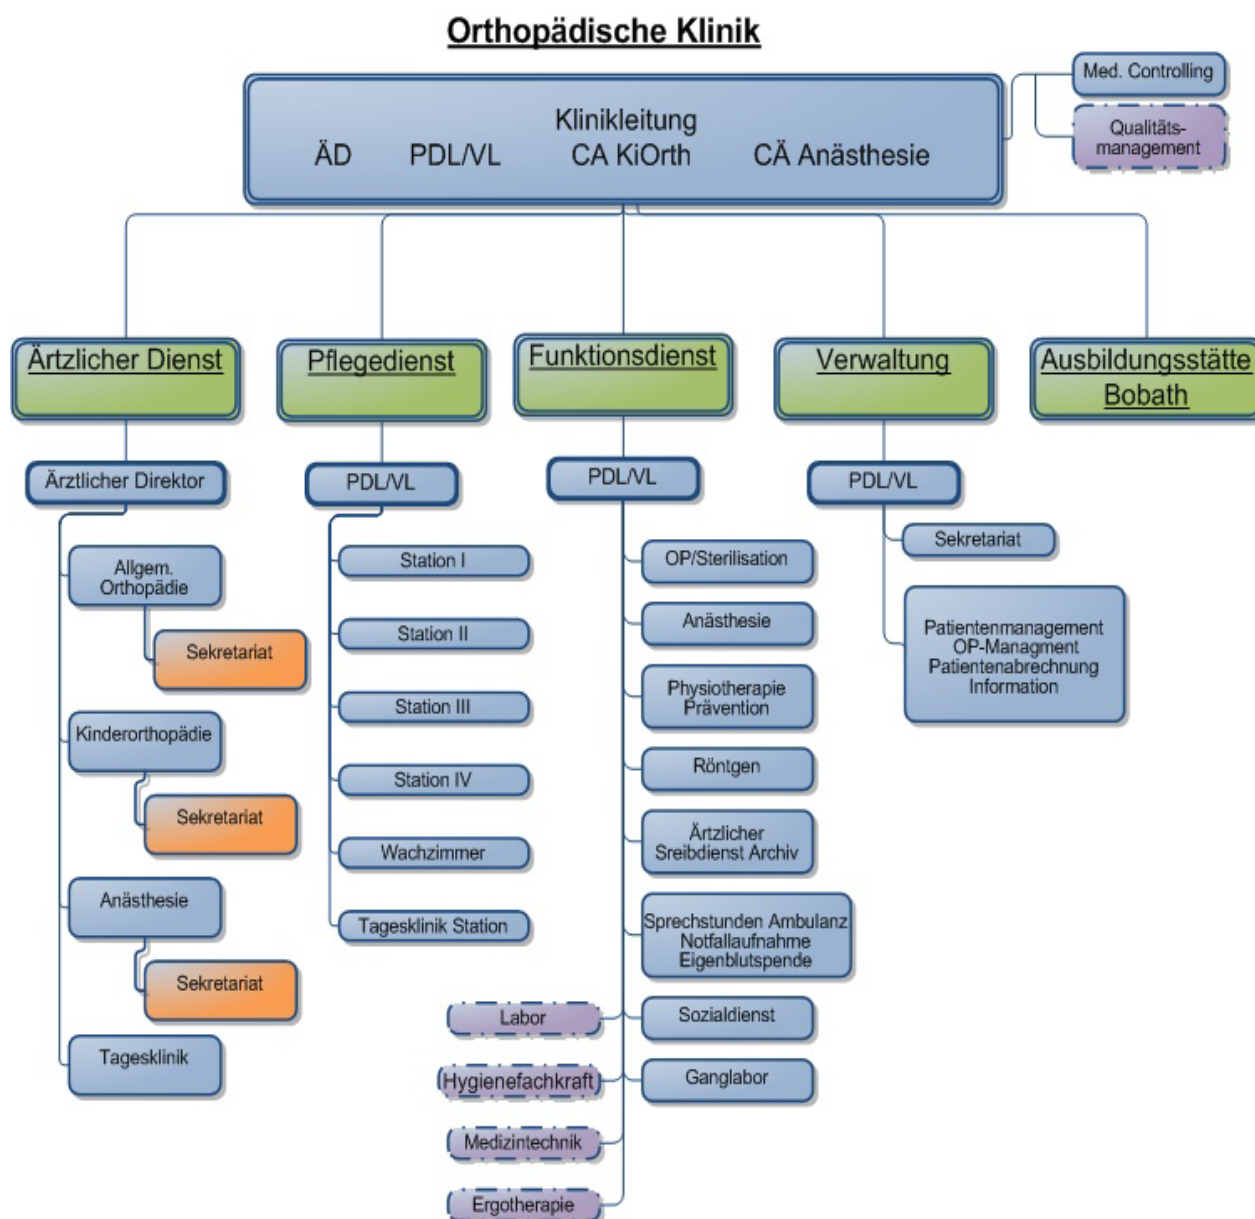 Orthopädische Klinik
Klinikleitung
ÄD PDL/VL CA KiOrth CÄ Anästhesie
Med. Controlling
Qualitäts-
management
Ärtzlicher Dienst
Pflegedienst
Funktionsdienst
Verwaltung
Ausbildungsstätte
Bobath
Ärztlicher Direktor
Allgem.
Orthopädie
Sekretariat
Kinderorthopädie
Sekretariat
Anästhesie
Sekretariat
Tagesklinik
PDL/VL
Station I
Station II
Station III
Station IV
Wachzimmer
Tagesklinik Station
PDL/VL
OP/Sterilisation
Anästhesie
Physiotherapie
Prävention
Röntgen
Ärtzlicher
Sreibdienst Archiv
Sprechstunden Ambulanz
Notfallaufnahme
Eigenblutspende
Labor
Sozialdienst
Hygienefachkraft
Ganglabor
Medizintechnik
Ergotherapie
PDL/VL
Sekretariat
Patientenmanagement
OP-Managment
Patientenabrechnung
Information